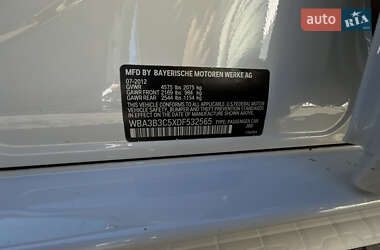 auto RIA
.com
MFD BY BAYERISCHE MOTOREN WERKE AG
07-2012
GVWR 4575 lbs 2075 kg
GAWR FRONT 2169 lbs 984 kg
GAWR REAR 2544 lbs 1154 kg
THIS VEHICLE CONFORMS TO ALL APPLICABLE U.S. FEDERAL MOTOR
VEHICLE SAFETY, BUMPER, AND THEFT PREVENTION STANDARDS
IN EFFECT ON THE DATE OF MANUFACTURE SHOWN ABOVE.
WBA3B3C5XDF532565 TYPE: PASSENGER CAR